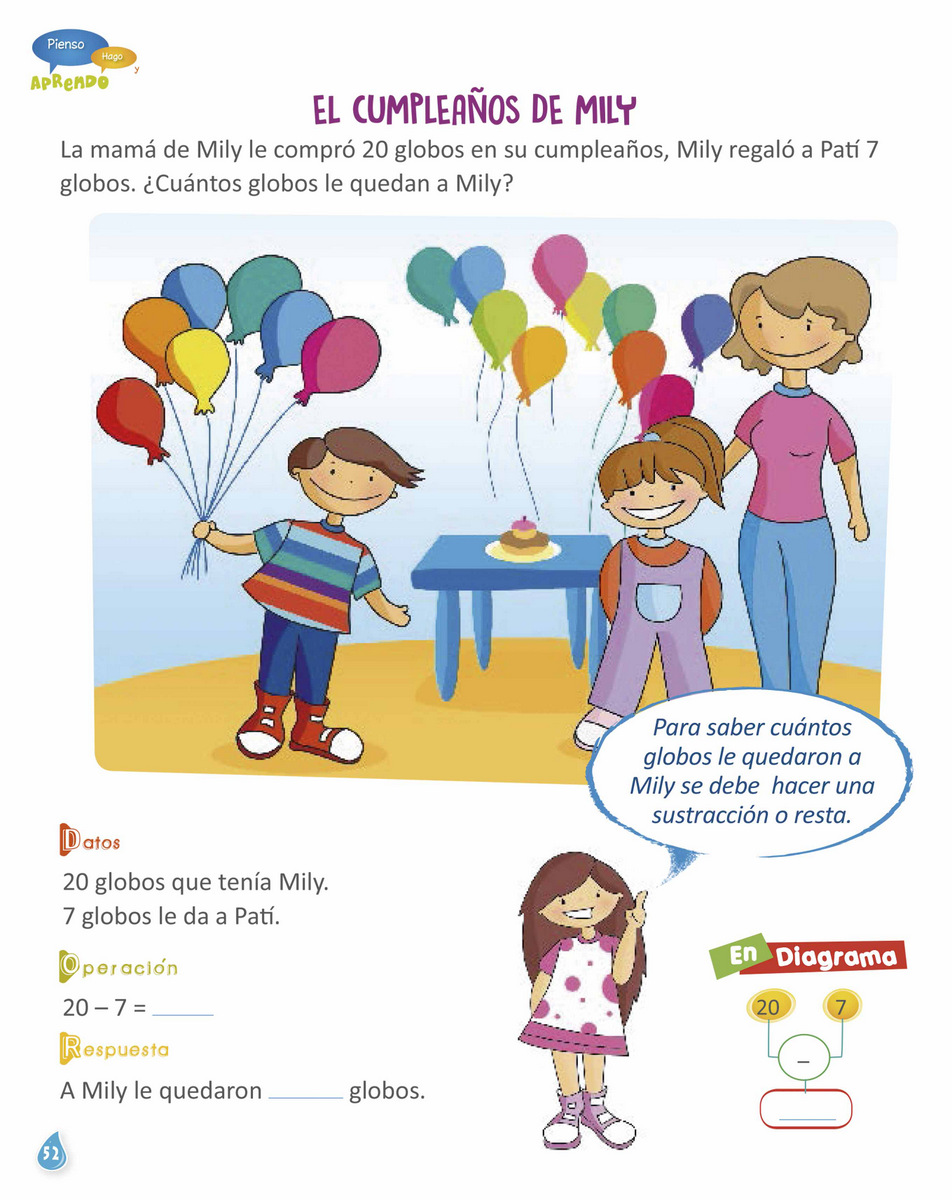 Pienso
Hago
y
APRENDO
EL CUMPLEAÑOS DE MILY
La mamá de Mily le compró 20 globos en su cumpleaños, Mily regaló a Patí 7
globos. ¿Cuántos globos le quedan a Mily?
Para saber cuántos
globos le quedaron a
Mily se debe hacer una
sustracción o resta.
Datos
20 globos que tenía Mily.
7 globos le da a Patí.
Operación
20 – 7 = ______
Respuesta
A Mily le quedaron ______ globos.
En Diagrama
20 7
–
______
52